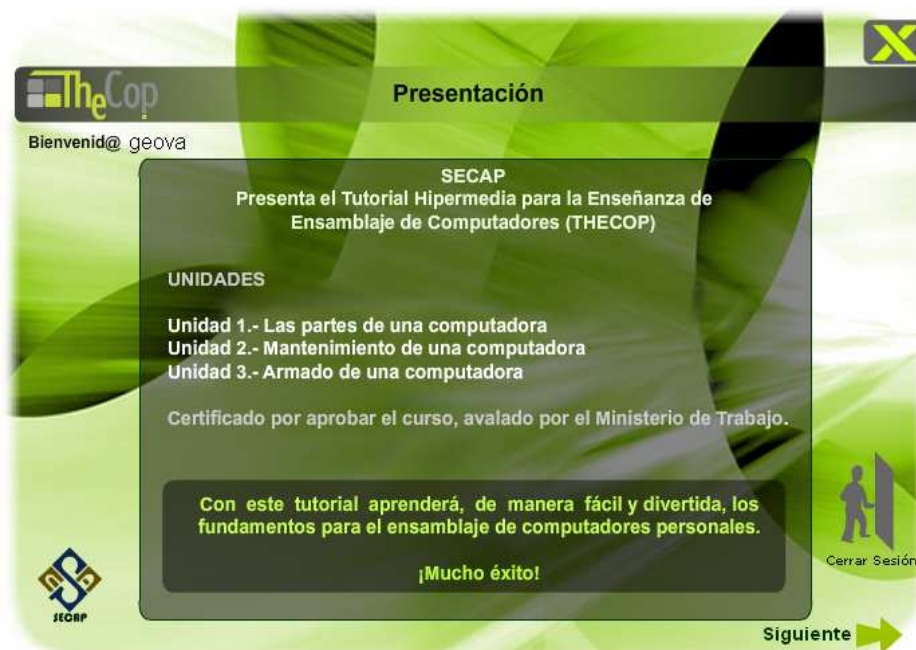 X
TheCop
Presentación
Bienvenid@ geova
SECAP
Presenta el Tutorial Hipermedia para la Enseñanza de
Ensamblaje de Computadores (THECOP)
UNIDADES
Unidad 1.- Las partes de una computadora
Unidad 2.- Mantenimiento de una computadora
Unidad 3.- Armado de una computadora
Certificado por aprobar el curso, avalado por el Ministerio de Trabajo.
Con este tutorial aprenderá, de manera fácil y divertida, los
fundamentos para el ensamblaje de computadores personales.
¡Mucho éxito!
Cerrar Sesión
SECAP
Siguiente